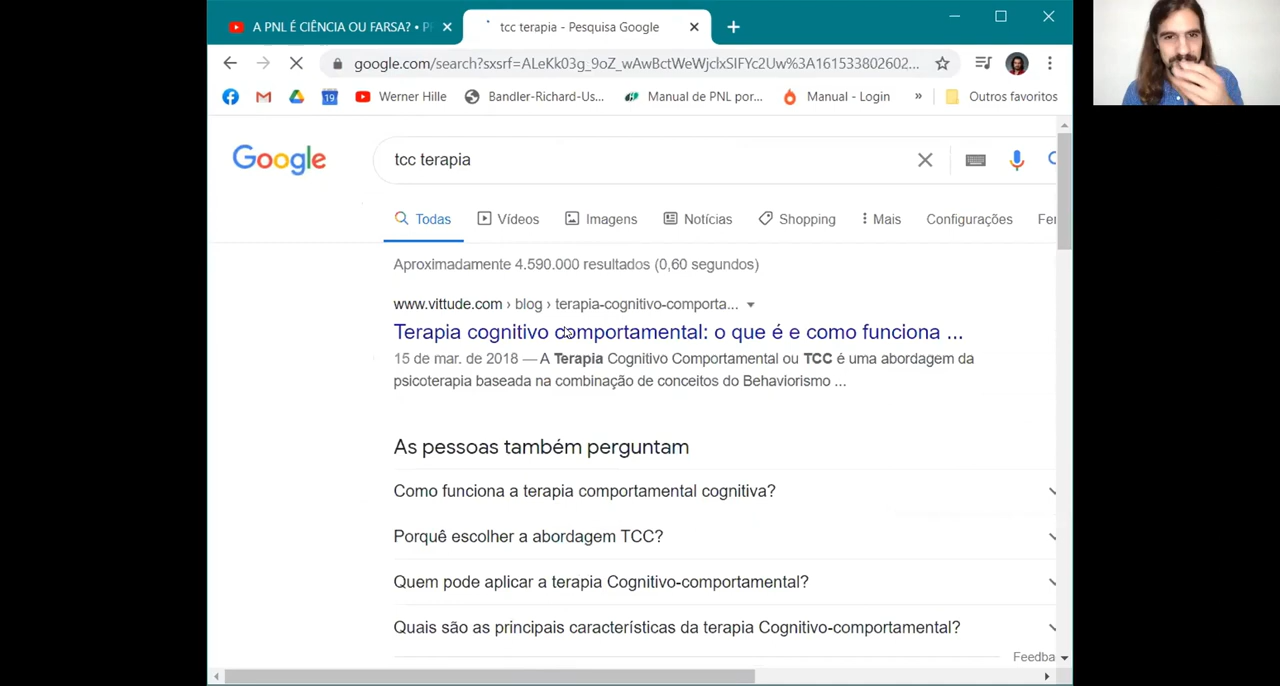 A PNL É CIÊNCIA OU FARSA? • P
tcc terapia - Pesquisa Google
google.com/search?sxsrf=ALeKk03g_9oZ_wAwBctWeWjclxSIFYc2Uw%3A161533802602...
19
Werner Hille
Bandler-Richard-Us...
Manual de PNL por...
Manual - Login
»
Outros favoritos
Google
tcc terapia
Todas
Vídeos
Imagens
Notícias
Shopping
Mais
Configurações
Fer
Aproximadamente 4.590.000 resultados (0,60 segundos)
www.vittude.com › blog › terapia-cognitivo-comporta...
Terapia cognitivo comportamental: o que é e como funciona ...
15 de mar. de 2018 — A Terapia Cognitivo Comportamental ou TCC é uma abordagem da
psicoterapia baseada na combinação de conceitos do Behaviorismo ...
As pessoas também perguntam
Como funciona a terapia comportamental cognitiva?
Porquê escolher a abordagem TCC?
Quem pode aplicar a terapia Cognitivo-comportamental?
Quais são as principais características da terapia Cognitivo-comportamental?
Feedba